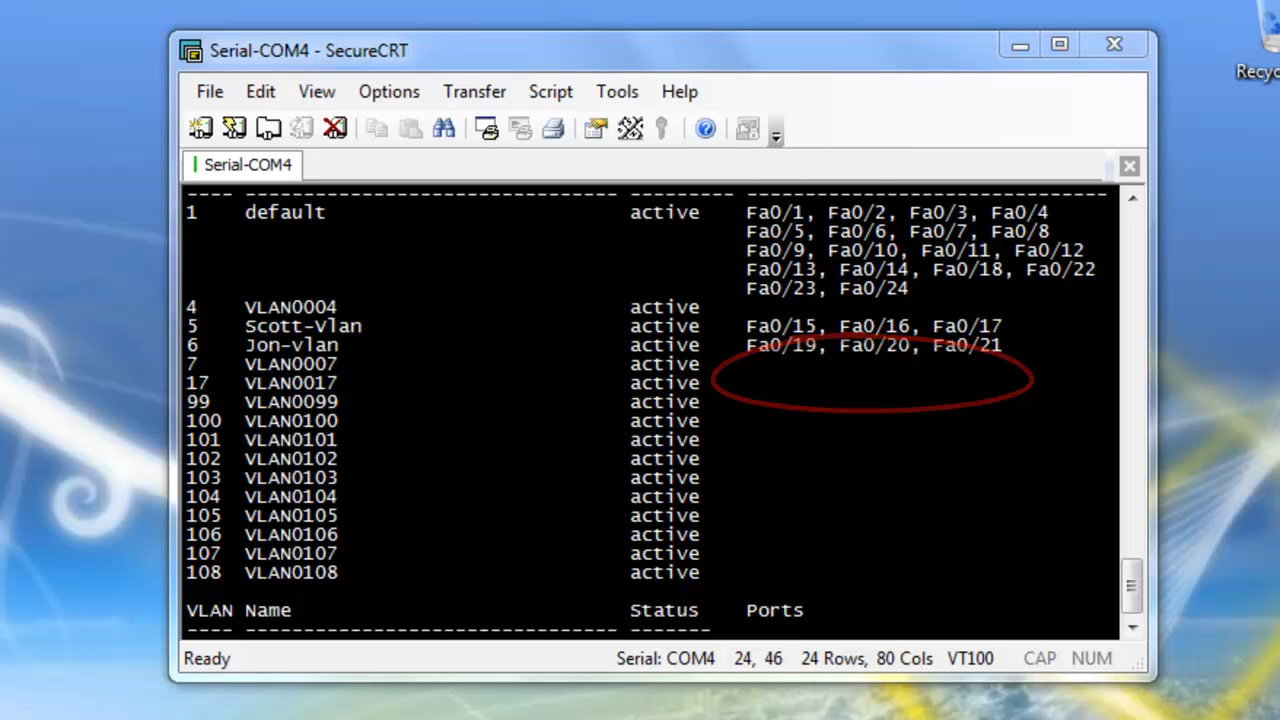 Serial-COM4 - SecureCRT
Recyc
File Edit View Options Transfer Script Tools Help
Serial-COM4
---- -------------------------------- --------- -------------------------------
1 default active Fa0/1, Fa0/2, Fa0/3, Fa0/4
Fa0/5, Fa0/6, Fa0/7, Fa0/8
Fa0/9, Fa0/10, Fa0/11, Fa0/12
Fa0/13, Fa0/14, Fa0/18, Fa0/22
Fa0/23, Fa0/24
4 VLAN0004 active
5 Scott-Vlan active Fa0/15, Fa0/16, Fa0/17
6 Jon-vlan active Fa0/19, Fa0/20, Fa0/21
7 VLAN0007 active
17 VLAN0017 active
99 VLAN0099 active
100 VLAN0100 active
101 VLAN0101 active
102 VLAN0102 active
103 VLAN0103 active
104 VLAN0104 active
105 VLAN0105 active
106 VLAN0106 active
107 VLAN0107 active
108 VLAN0108 active
VLAN Name Status Ports
---- -------------------------------- -------
Ready Serial: COM4 24, 46 24 Rows, 80 Cols VT100 CAP NUM